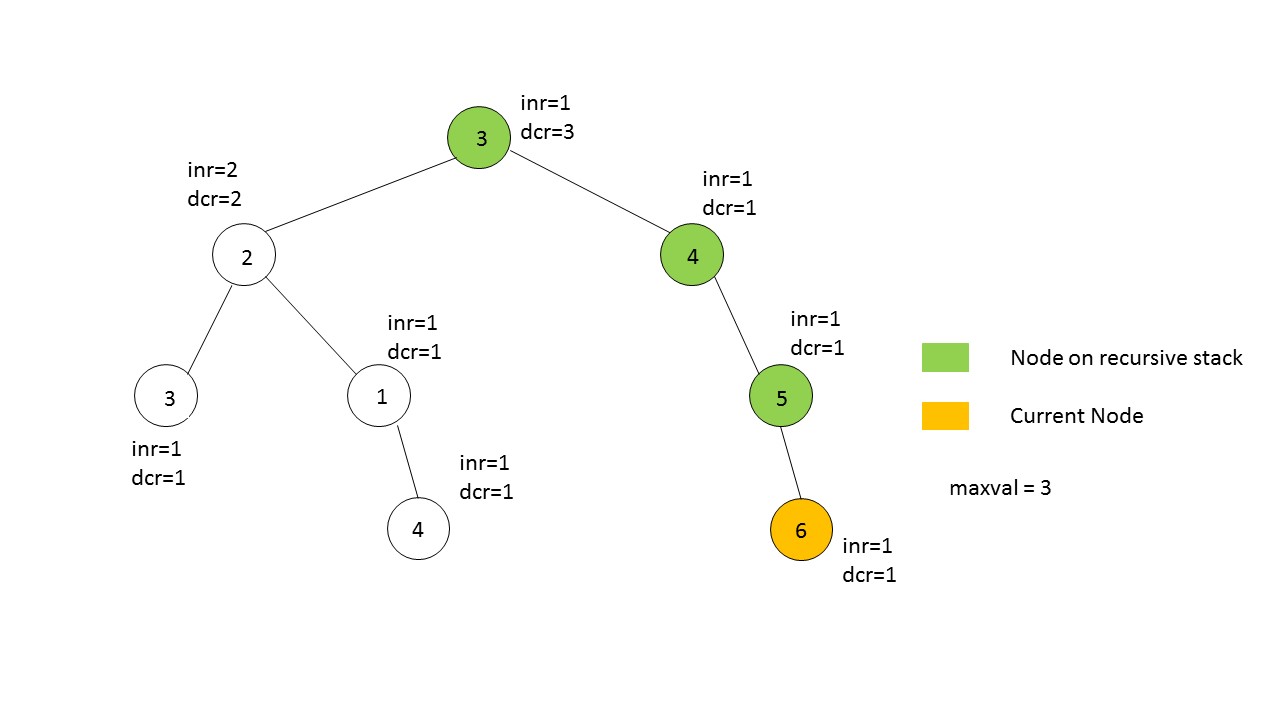 inr=1
dcr=3
3
inr=2
dcr=2
2
inr=1
dcr=1
4
inr=1
dcr=1
1
inr=1
dcr=1
5
3
inr=1
dcr=1
inr=1
dcr=1
4
6
inr=1
dcr=1
Node on recursive stack
Current Node
maxval = 3